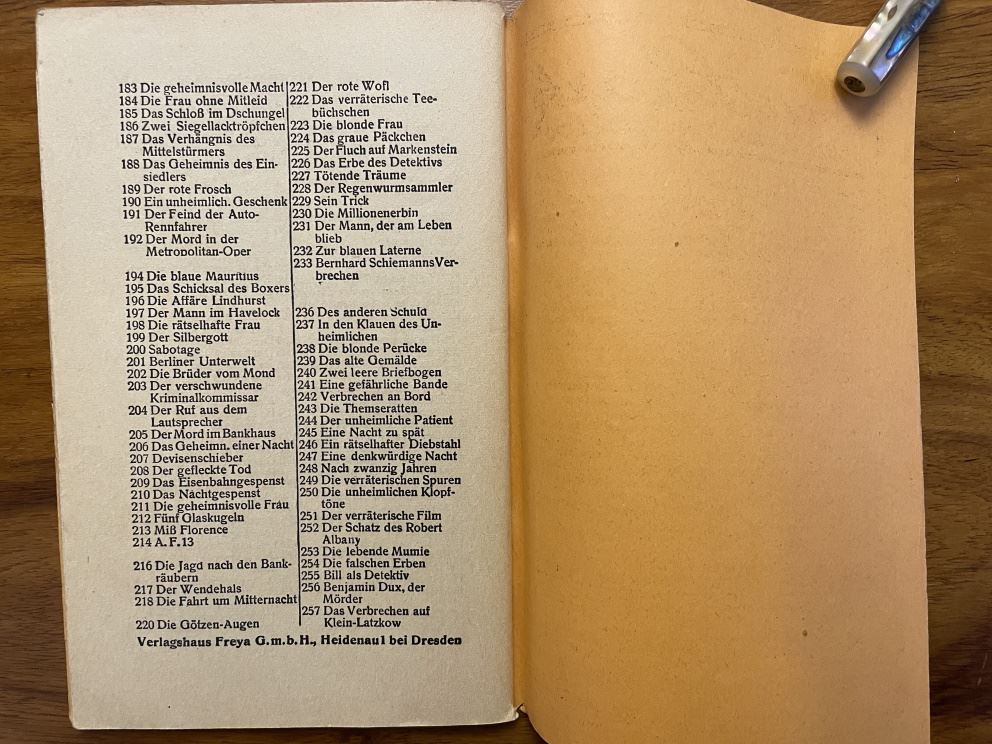 183 Die geheimnisvolle Macht
184 Die Frau ohne Mitleid
185 Das Schloß im Dschungel
186 Zwei Siegellacktröpfchen
187 Das Verhängnis des
Mittelstürmers
188 Das Geheimnis des Ein-
siedlers
189 Der rote Frosch
190 Ein unheimlich. Geschenk
191 Der Feind der Auto-
Rennfahrer
192 Der Mord in der
Metropolitan-Oper
194 Die blaue Mauritius
195 Das Schicksal des Boxers
196 Die Affäre Lindhurst
197 Der Mann im Havelock
198 Die rätselhafte Frau
199 Der Silbergott
200 Sabotage
201 Berliner Unterwelt
202 Die Brüder vom Mond
203 Der verschwundene
Kriminalkommissar
204 Der Ruf aus dem
Lautsprecher
205 Der Mord im Bankhaus
206 Das Geheimn. einer Nacht
207 Devisenschieber
208 Der gefleckte Tod
209 Das Eisenbahngespenst
210 Das Nachtgespenst
211 Die geheimnisvolle Frau
212 Fünf Glaskugeln
213 Miß Florence
214 A. F. 13
216 Die Jagd nach den Bank-
räubern
217 Der Wendehals
218 Die Fahrt um Mitternacht
220 Die Götzen-Augen
221 Der rote Wofl
222 Das verräterische Tee-
büchschen
223 Die blonde Frau
224 Das graue Päckchen
225 Der Fluch auf Markenstein
226 Das Erbe des Detektivs
227 Tötende Träume
228 Der Regenwurmsammler
229 Sein Trick
230 Die Millionenerbin
231 Der Mann, der am Leben
blieb
232 Zur blauen Laterne
233 Bernhard Schiemanns Ver-
brechen
236 Des anderen Schuld
237 In den Klauen des Un-
heimlichen
238 Die blonde Perücke
239 Das alte Gemälde
240 Zwei leere Briefbogen
241 Eine gefährliche Bande
242 Verbrechen an Bord
243 Die Themseratten
244 Der unheimliche Patient
245 Eine Nacht zu spät
246 Ein rätselhafter Diebstahl
247 Eine denkwürdige Nacht
248 Nach zwanzig Jahren
249 Die verräterischen Spuren
250 Die unheimlichen Klopf-
töne
251 Der verräterische Film
252 Der Schatz des Robert
Albany
253 Die lebende Mumie
254 Die falschen Erben
255 Bill als Detektiv
256 Benjamin Dux, der
Mörder
257 Das Verbrechen auf
Klein-Latzkow
Verlagshaus Freya G.m.b.H., Heidenau 1 bei Dresden